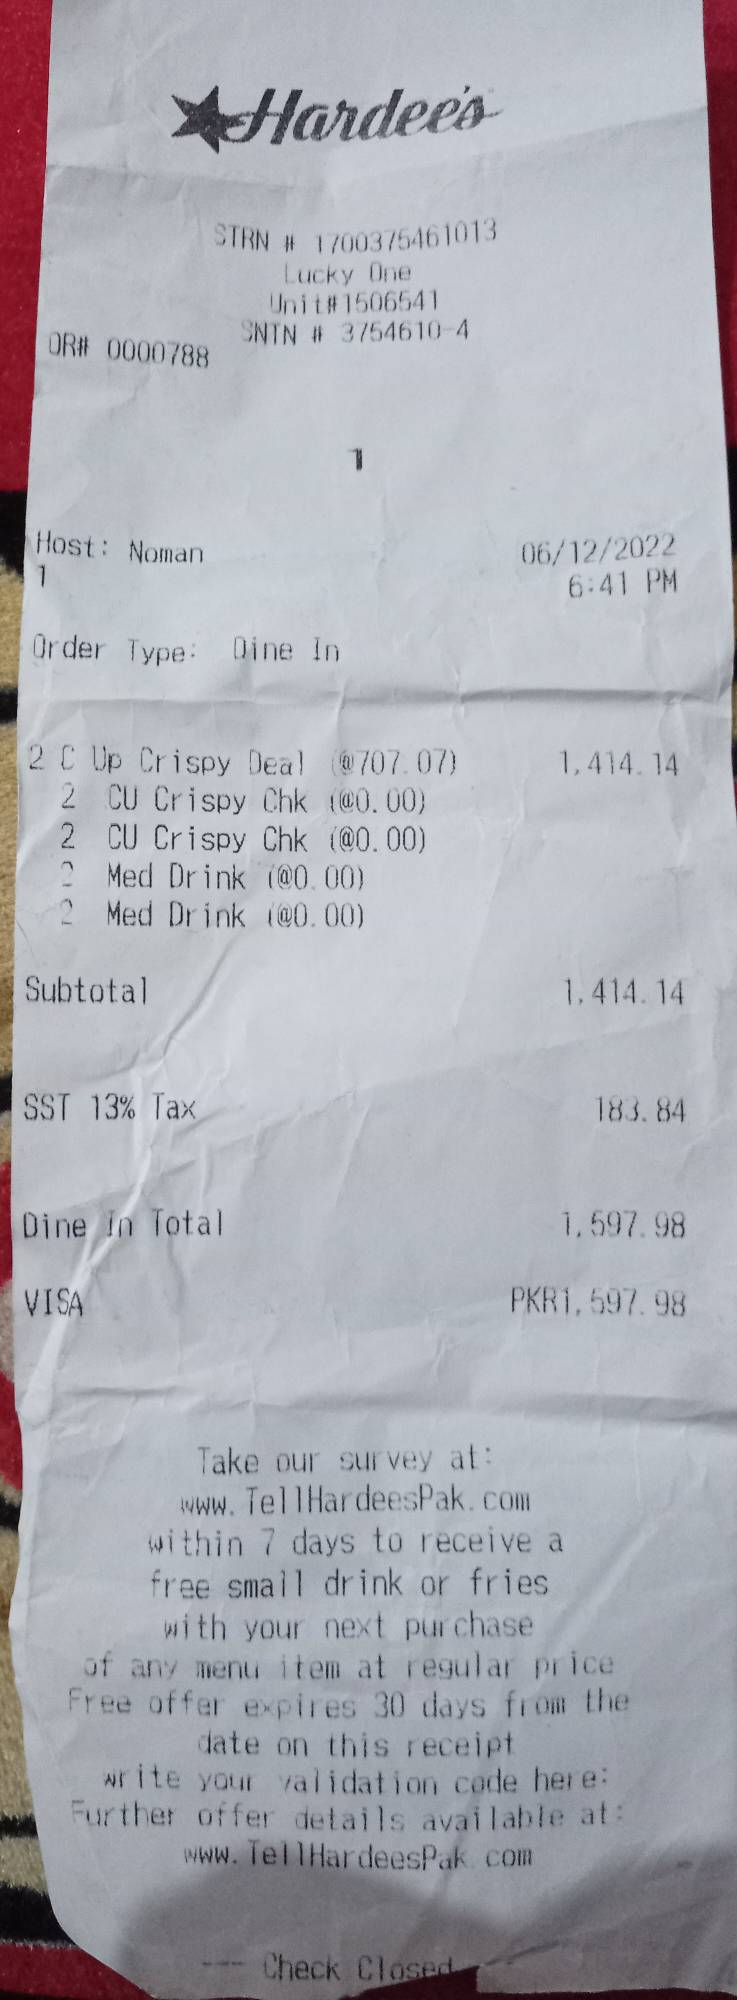 Hardee's
STRN # 1700375461013
Lucky One
Unit#1506541
SNTN # 3754610-4
OR# 0000788
1
Host: Noman 06/12/2022
1 6:41 PM
Order Type: Dine In
2 C Up Crispy Deal (@707.07) 1,414.14
2 CU Crispy Chk (@0.00)
2 CU Crispy Chk (@0.00)
2 Med Drink (@0.00)
2 Med Drink (@0.00)
Subtotal 1,414.14
SST 13% Tax 183.84
Dine In Total 1,597.98
VISA PKR1,597.98
Take our survey at:
www.TellHardeesPak.com
within 7 days to receive a
free small drink or fries
with your next purchase
of any menu item at regular price
Free offer expires 30 days from the
date on this receipt
write your validation code here:
Further offer details available at:
www.TellHardeesPak.com
--- Check Closed